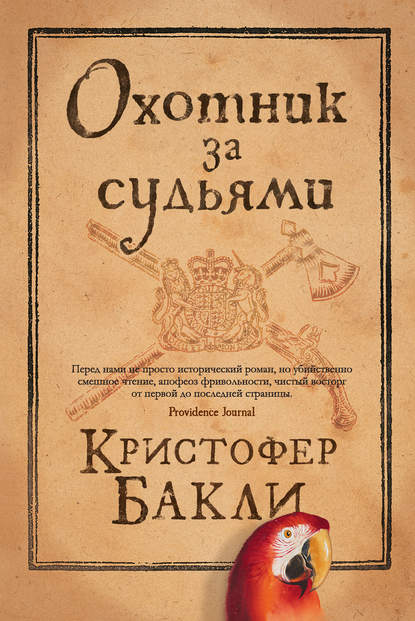 Охотник
за
судьями
Перед нами не просто исторический роман, но убийственно
смешное чтение, апофеоз фривольности, чистый восторг
от первой до последней страницы.
Providence Journal
Кристофер
Бакли